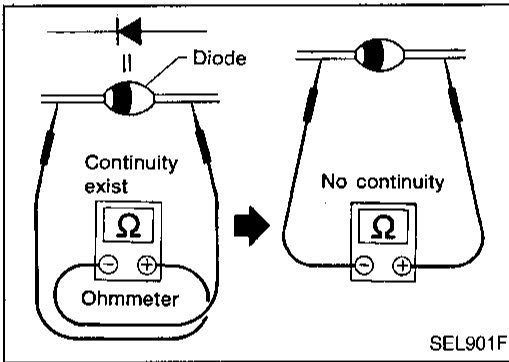 Diode
Continuity
exist
Ω
⊖ ⊕
Ohmmeter
No continuity
Ω
⊖ ⊕
SEL901F